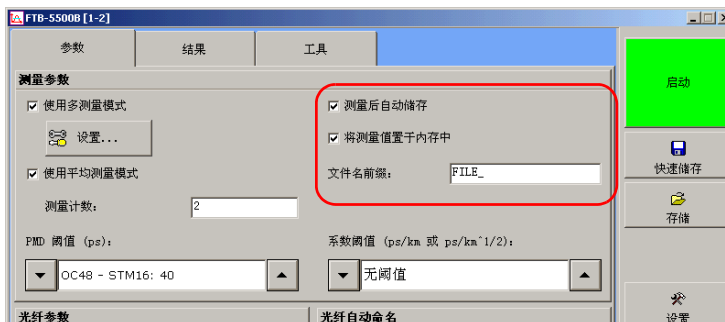 FTB-5500B [1-2]
参数
结果
工具
测量参数
使用多测量模式
设置...
使用平均测量模式
测量计数:
2
PMD 阈值 (ps):
OC48 - STM16: 40
测量后自动储存
将测量值置于内存中
文件名前缀:
FILE_
系数阈值 (ps/km 或 ps/km^1/2):
无阈值
光纤参数
光纤自动命名
启动
快速储存
存储
设置